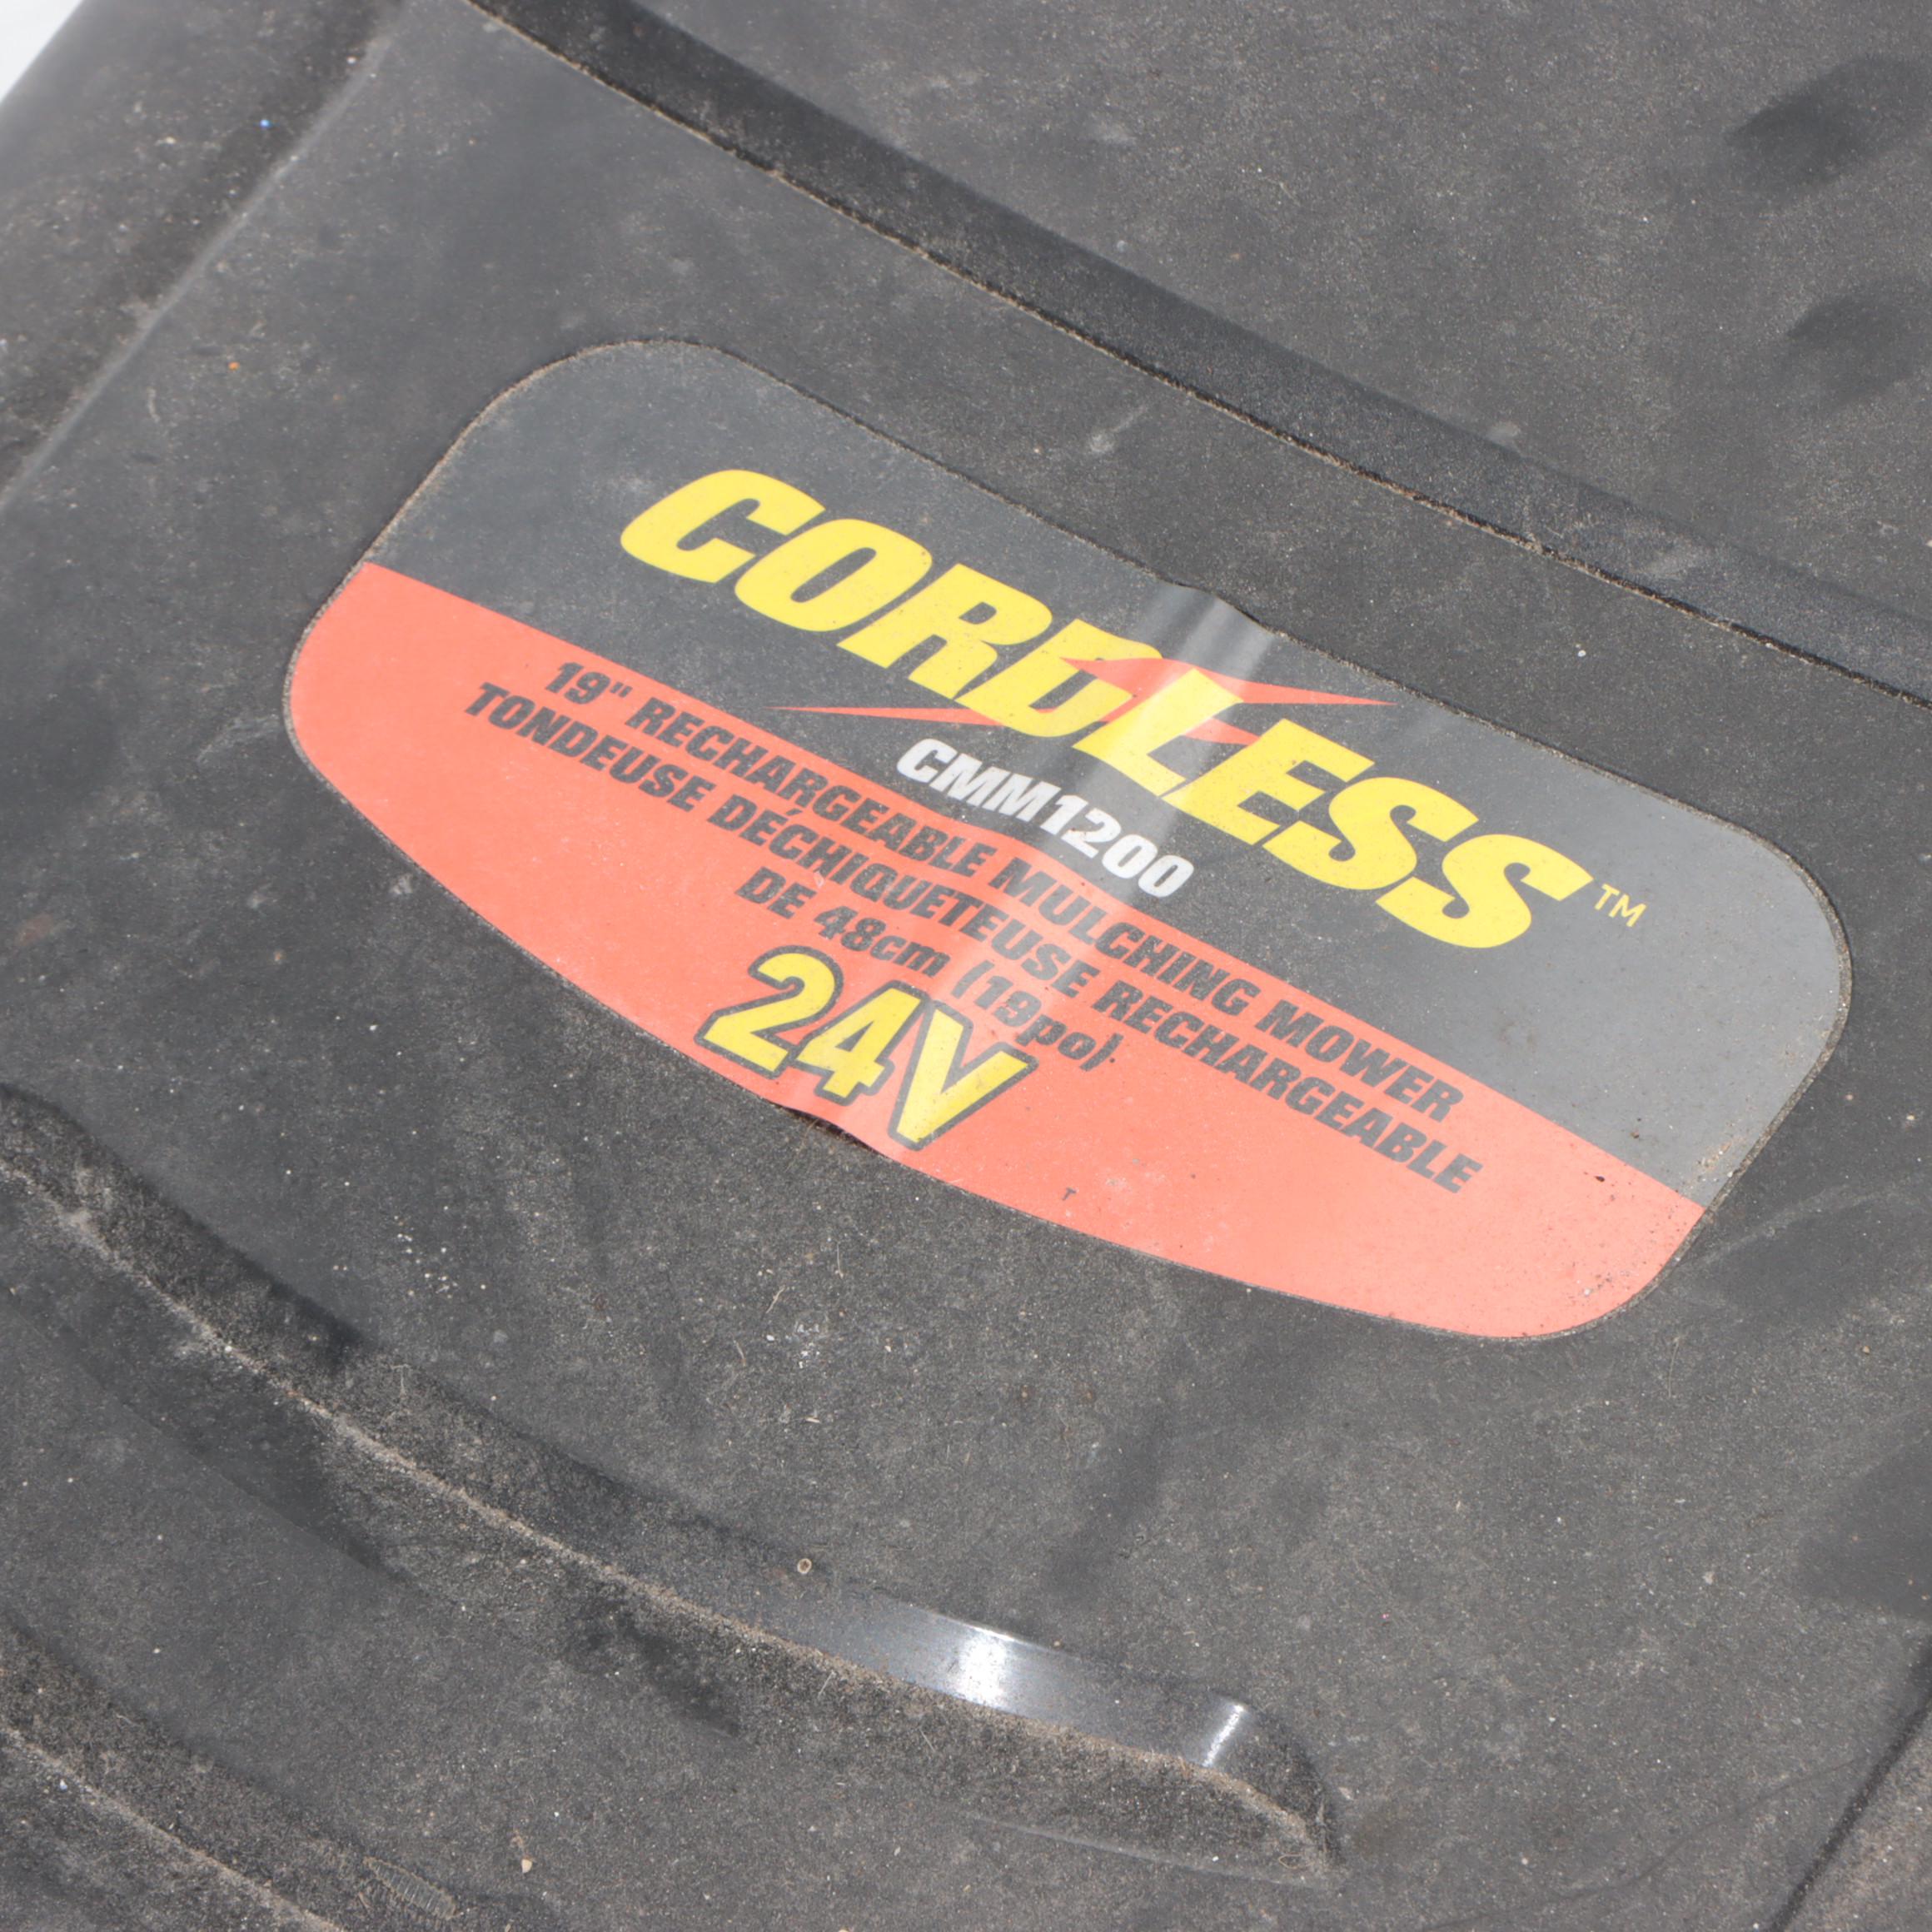 CORDLESS™
CMM1200
19" RECHARGEABLE MULCHING MOWER
TONDEUSE DÉCHIQUETEUSE RECHARGEABLE
DE 48cm (19po)
24V